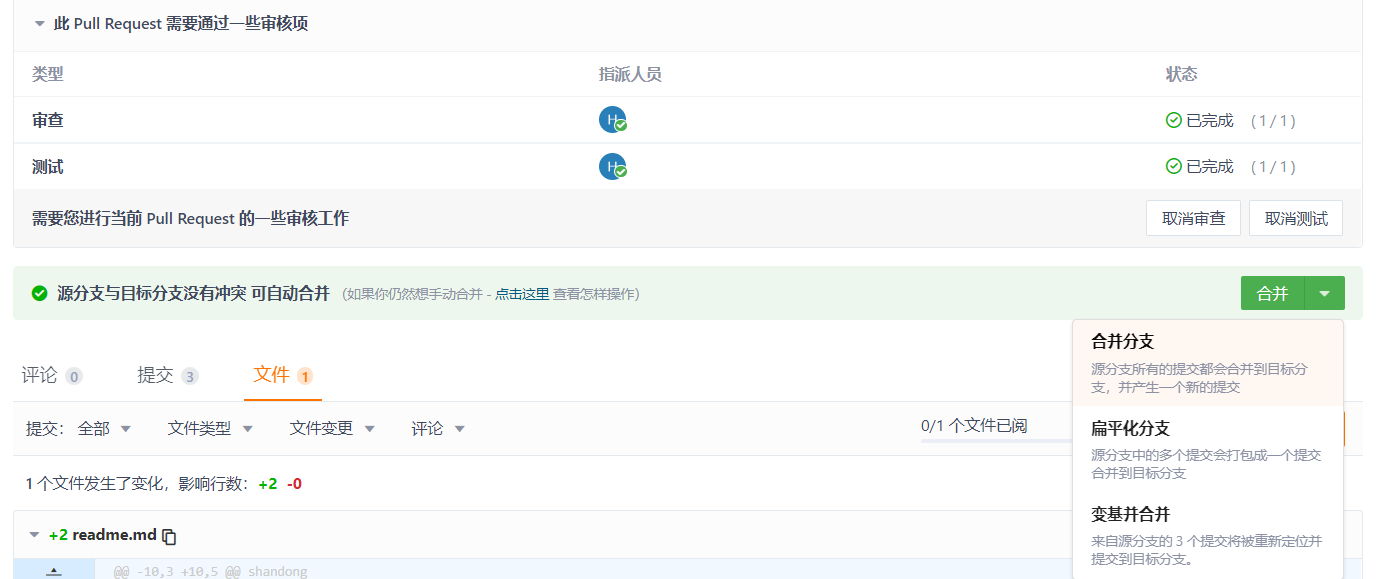 此 Pull Request 需要通过一些审核项
类型 指派人员 状态
审查 H 已完成 (1/1)
测试 H 已完成 (1/1)
需要您进行当前 Pull Request 的一些审核工作 取消审查 取消测试
源分支与目标分支没有冲突 可自动合并 (如果你仍然想手动合并 - 点击这里 查看怎样操作) 合并
合并分支
源分支所有的提交都会合并到目标分
支，并产生一个新的提交
扁平化分支
源分支中的多个提交会打包成一个提交
合并到目标分支
变基并合并
来自源分支的 3 个提交将被重新定位并
提交到目标分支。
评论 0 提交 3 文件 1
提交： 全部 文件类型 文件变更 评论 0/1 个文件已阅
1 个文件发生了变化，影响行数： +2 -0
+2 readme.md
@@ -10,3 +10,5 @@ shandong